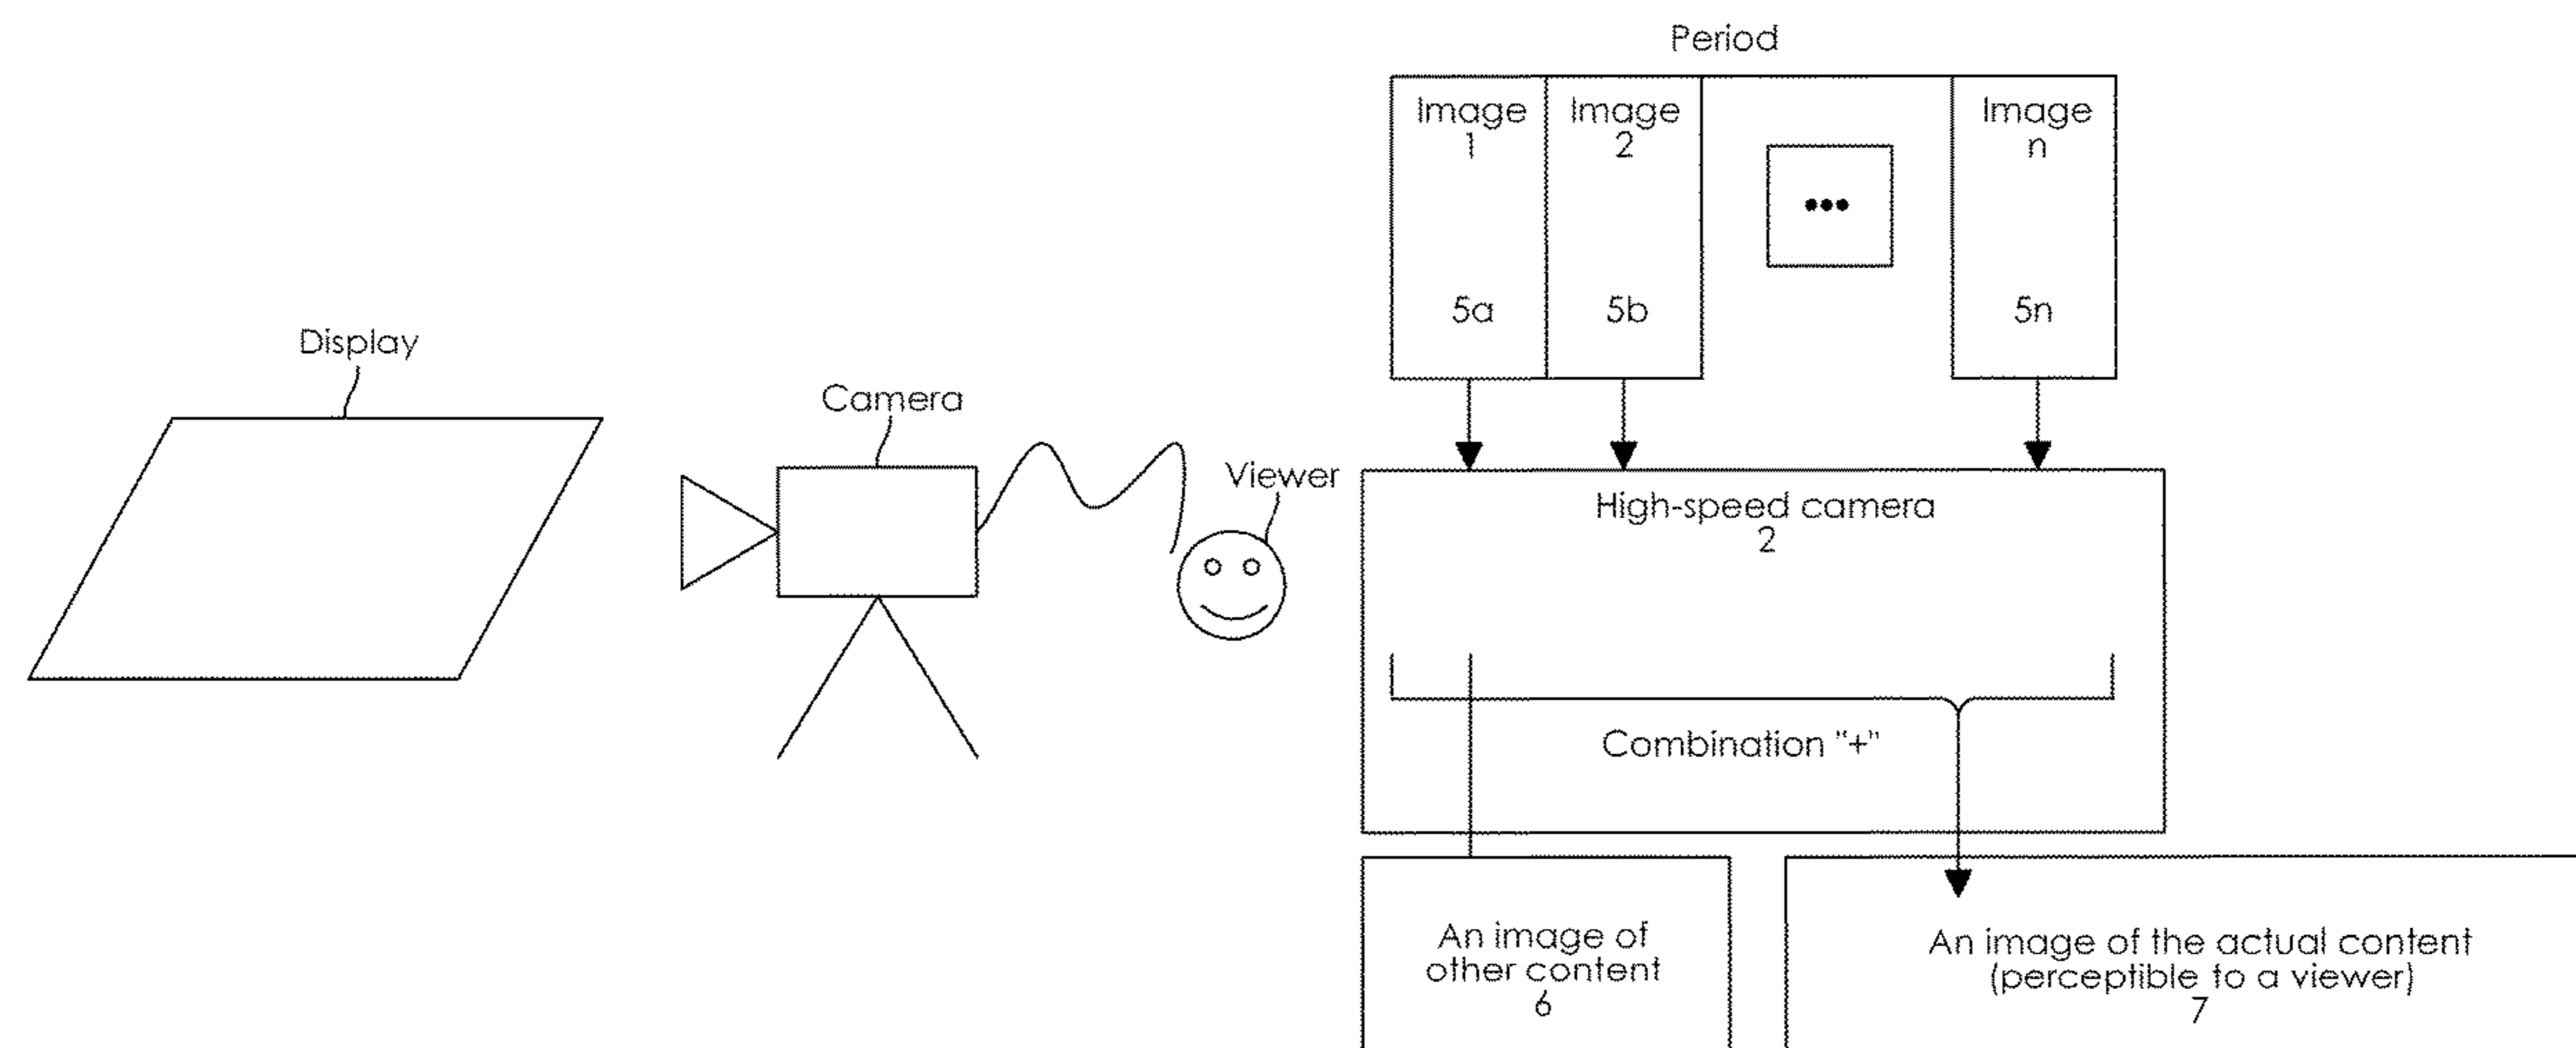 Period
Image
1
5a
Image
2
5b
•••
Image
n
5n
Display
Camera
Viewer
High-speed camera
2
Combination "+"
An image of
other content
6
An image of the actual content
(perceptible to a viewer)
7